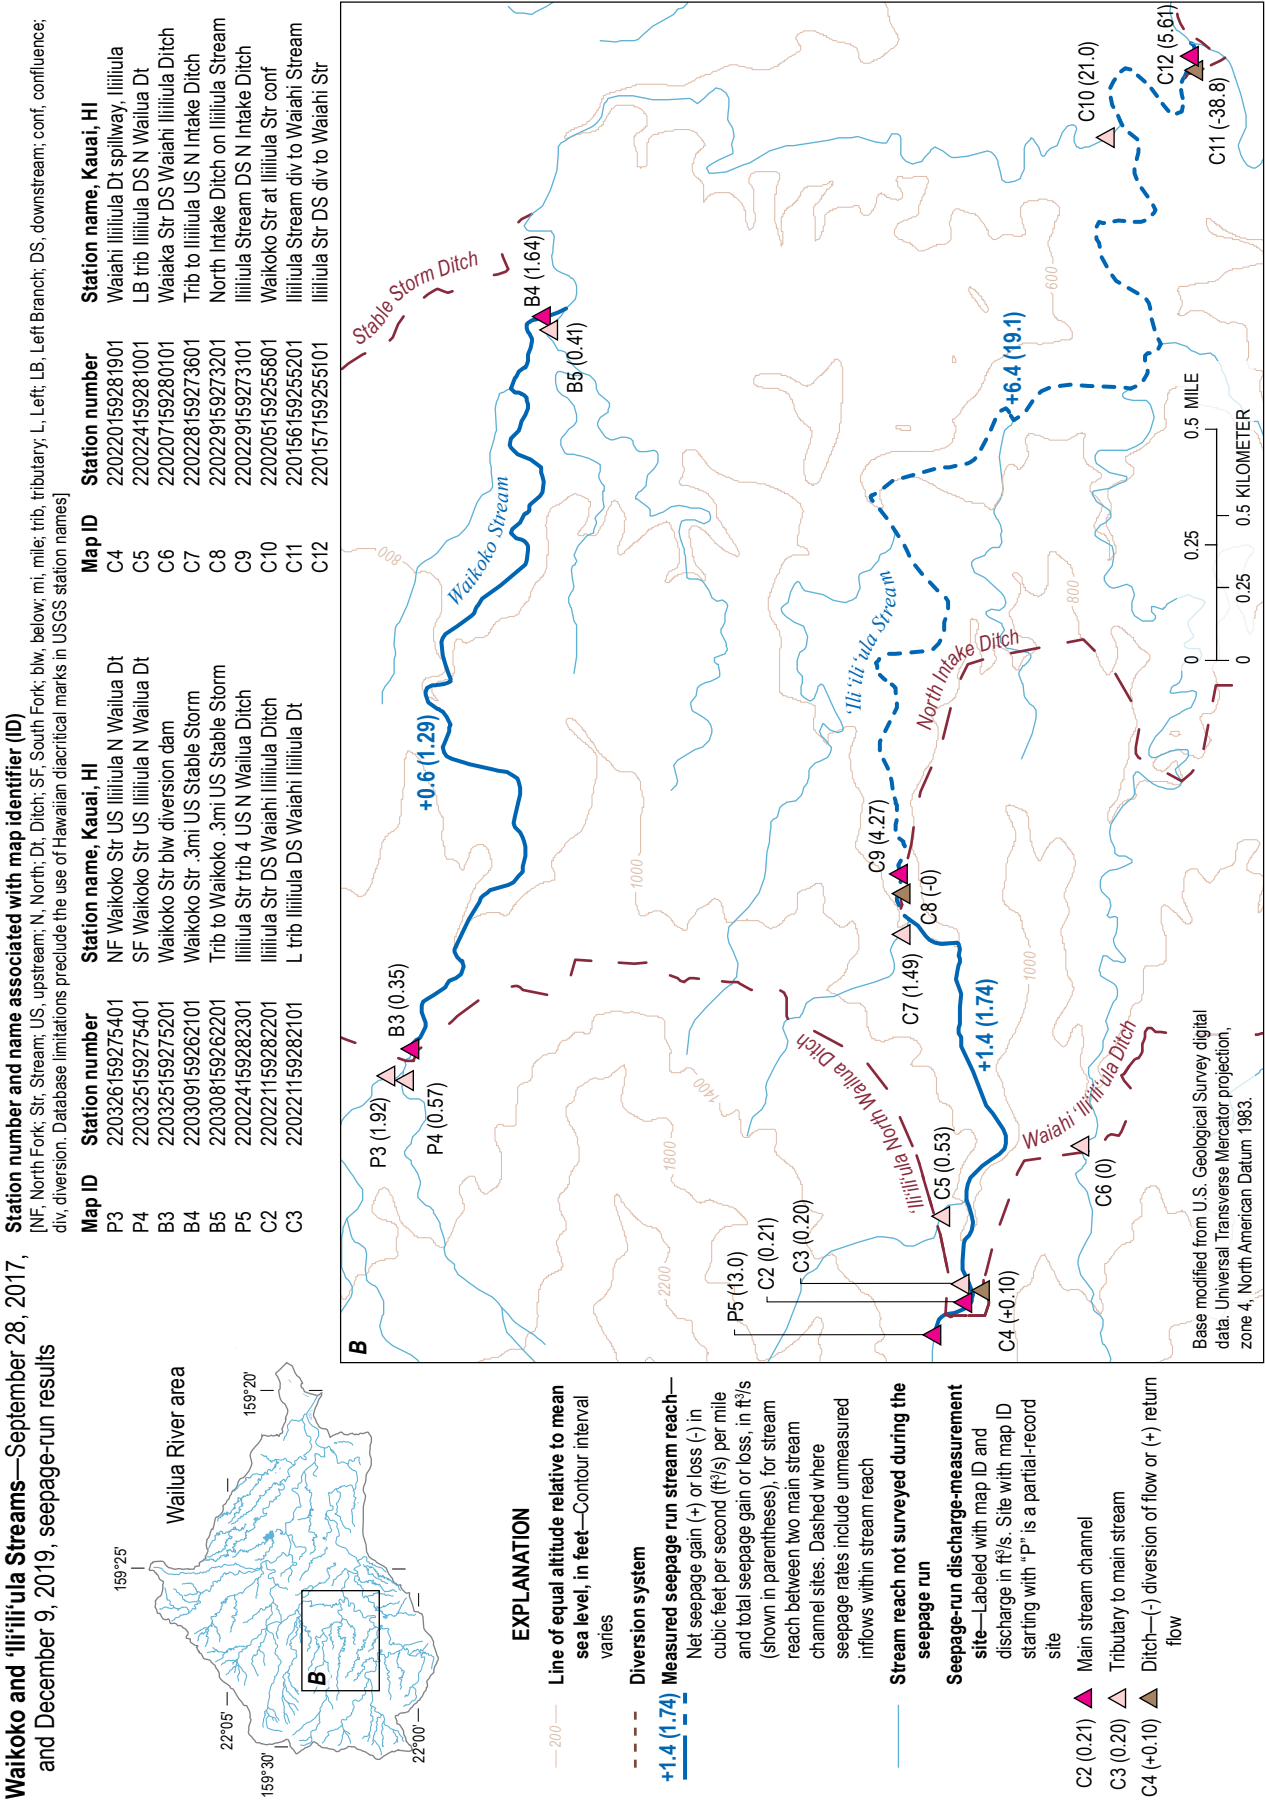 Waikoko and ‘Ili‘ili‘ula Streams—September 28, 2017,
and December 9, 2019, seepage-run results
Station number and name associated with map identifier (ID)
[NF, North Fork; Str, Stream; US, upstream; N, North; Dt, Ditch; SF, South Fork; blw, below; mi, mile; trib, tributary; L, Left; LB, Left Branch; DS, downstream; conf, confluence;
div, diversion. Database limitations preclude the use of Hawaiian diacritical marks in USGS station names]
Map ID Station number Station name, Kauai, HI
P3 220326159275401 NF Waikoko Str US Iliiliula N Wailua Dt
P4 220325159275401 SF Waikoko Str US Iliiliula N Wailua Dt
B3 220325159275201 Waikoko Str blw diversion dam
B4 220309159262101 Waikoko Str .3mi US Stable Storm
B5 220308159262201 Trib to Waikoko .3mi US Stable Storm
P5 220224159282301 Iliiliula Str trib 4 US N Wailua Ditch
C2 220221159282201 Iliiliula Str DS Waiahi Iliiliula Ditch
C3 220221159282101 L trib Iliiliula DS Waiahi Iliiliula Dt
Map ID Station number Station name, Kauai, HI
C4 220220159281901 Waiahi Iliiliula Dt spillway, Iliiliula
C5 220224159281001 LB trib Iliiliula DS N Wailua Dt
C6 220207159280101 Waiaka Str DS Waiahi Iliiliula Ditch
C7 220228159273601 Trib to Iliiliula US N Intake Ditch
C8 220229159273201 North Intake Ditch on Iliiliula Stream
C9 220229159273101 Iliiliula Stream DS N Intake Ditch
C10 220205159255801 Waikoko Str at Iliiliula Str conf
C11 220156159255201 Iliiliula Stream div to Waiahi Stream
C12 220157159255101 Iliiliula Str DS div to Waiahi Str
Wailua River area
159°30'
159°25'
159°20'
22°05'
22°00'
B
EXPLANATION
200
Line of equal altitude relative to mean
sea level, in feet—Contour interval
varies
Diversion system
+1.4 (1.74)
Measured seepage run stream reach—
Net seepage gain (+) or loss (-) in
cubic feet per second (ft³/s) per mile
and total seepage gain or loss, in ft³/s
(shown in parentheses), for stream
reach between two main stream
channel sites. Dashed where
seepage rates include unmeasured
inflows within stream reach
Stream reach not surveyed during the
seepage run
Seepage-run discharge-measurement
site—Labeled with map ID and
discharge in ft³/s. Site with map ID
starting with “P” is a partial-record
site
C2 (0.21) Main stream channel
C3 (0.20) Tributary to main stream
C4 (+0.10) Ditch—(-) diversion of flow or (+) return
flow
B
P3 (1.92)
P4 (0.57)
B3 (0.35)
+0.6 (1.29)
Waikoko Stream
800
Stable Storm Ditch
B4 (1.64)
B5 (0.41)
1000
1400
1800
2200
P5 (13.0)
C2 (0.21)
C3 (0.20)
C5 (0.53)
C4 (+0.10)
‘Ili‘ili‘ula North Wailua Ditch
Waiahi ‘Ili‘ili‘ula Ditch
C6 (0)
+1.4 (1.74)
1000
C7 (1.49)
C8 (-0)
C9 (4.27)
‘Ili‘ili‘ula Stream
North Intake Ditch
800
+6.4 (19.1)
600
C10 (21.0)
C12 (5.61)
C11 (-38.8)
Base modified from U.S. Geological Survey digital
data. Universal Transverse Mercator projection,
zone 4, North American Datum 1983.
0 0.25 0.5 MILE
0 0.25 0.5 KILOMETER